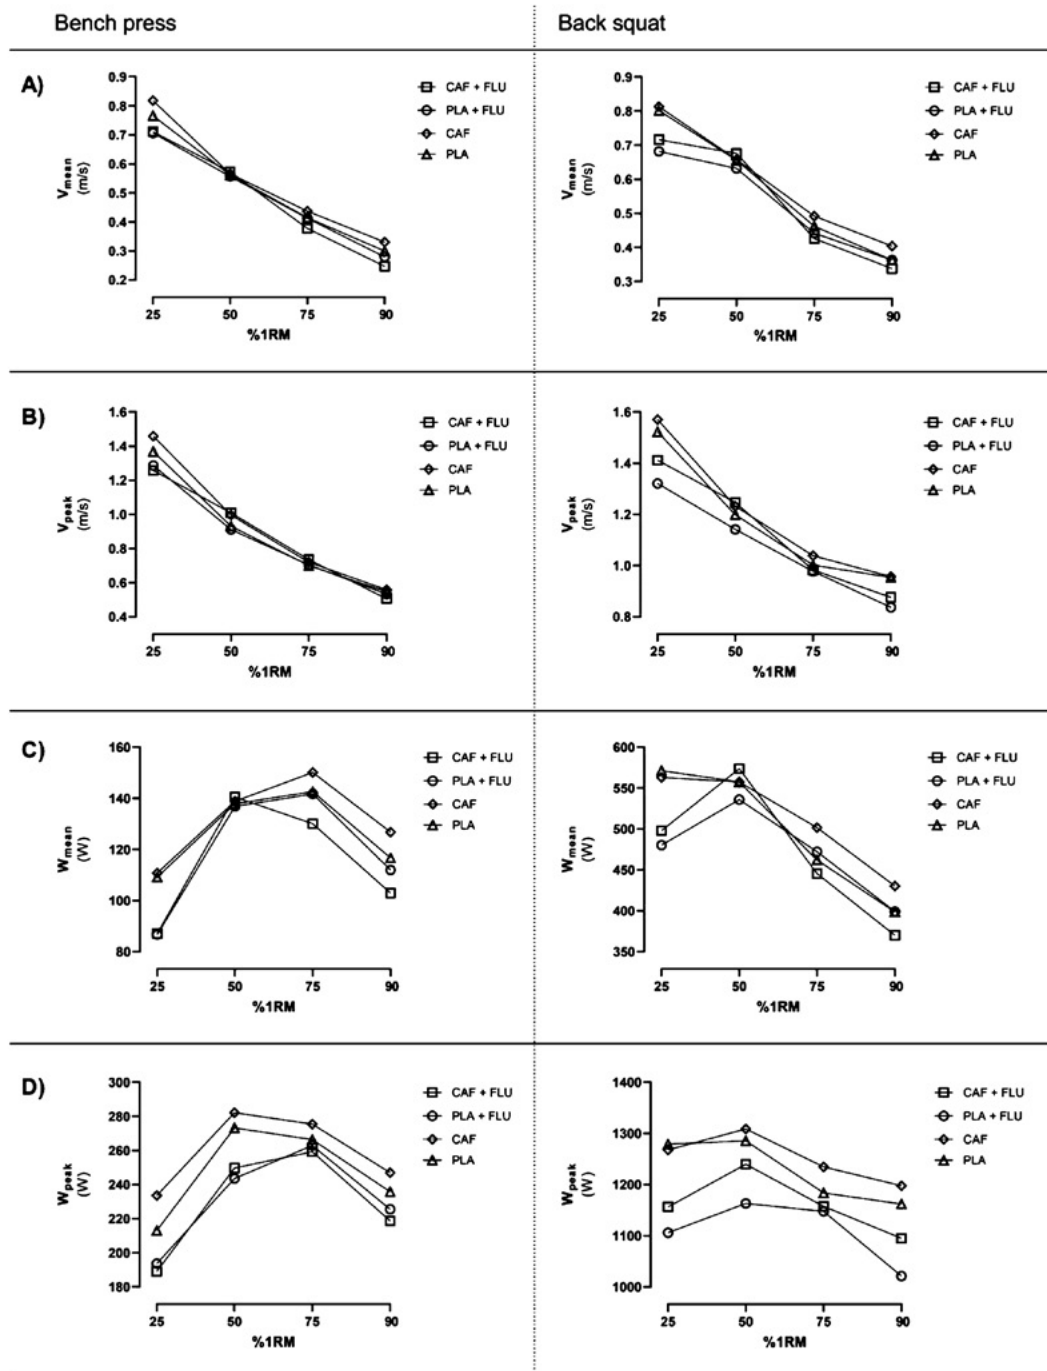 Bench press
Back squat
A)
0.9
0.8
0.7
0.6
0.5
0.4
0.3
0.2
Vmean
(m/s)
25 50 75 90
%1RM
CAF + FLU
PLA + FLU
CAF
PLA
0.9
0.8
0.7
0.6
0.5
0.4
0.3
Vmean
(m/s)
25 50 75 90
%1RM
CAF + FLU
PLA + FLU
CAF
PLA
B)
1.6
1.4
1.2
1.0
0.8
0.6
0.4
Vpeak
(m/s)
25 50 75 90
%1RM
CAF + FLU
PLA + FLU
CAF
PLA
1.6
1.4
1.2
1.0
0.8
Vpeak
(m/s)
25 50 75 90
%1RM
CAF + FLU
PLA + FLU
CAF
PLA
C)
160
140
120
100
80
Wmean
(W)
25 50 75 90
%1RM
CAF + FLU
PLA + FLU
CAF
PLA
600
550
500
450
400
350
Wmean
(W)
25 50 75 90
%1RM
CAF + FLU
PLA + FLU
CAF
PLA
D)
300
280
260
240
220
200
180
Wpeak
(W)
25 50 75 90
%1RM
CAF + FLU
PLA + FLU
CAF
PLA
1400
1300
1200
1100
1000
Wpeak
(W)
25 50 75 90
%1RM
CAF + FLU
PLA + FLU
CAF
PLA